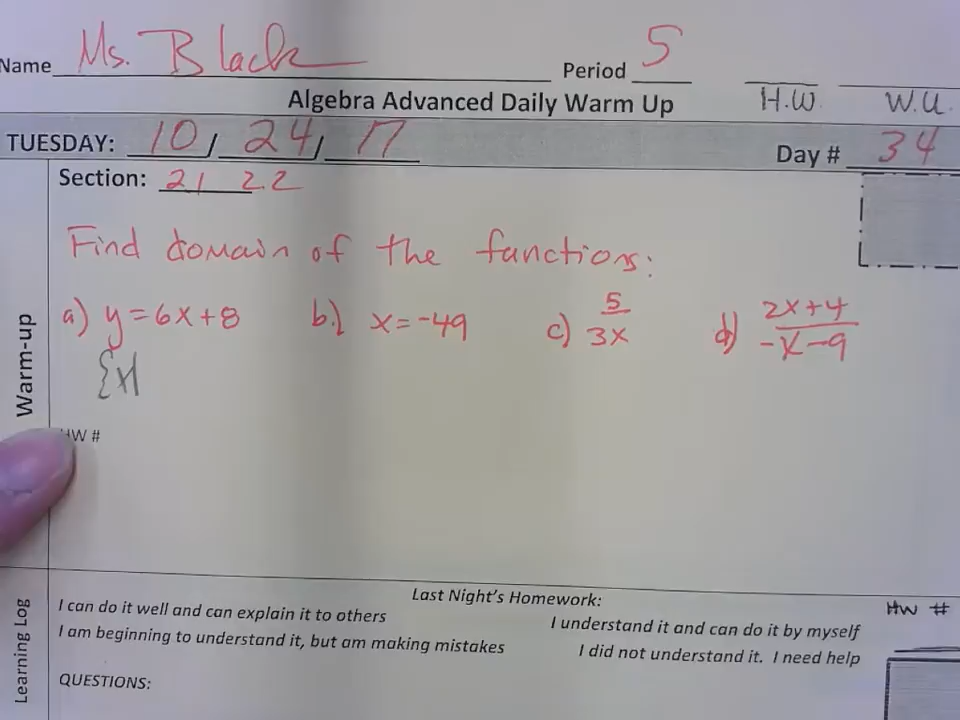 Name Ms. Black Period 5
H.W. W.U.
Algebra Advanced Daily Warm Up
TUESDAY: 10 / 24 / 17 Day # 34
Section: 2.1 2.2
Find domain of the functions:
a) y=6x+8 b.) x=-49 c) 5/3x d) 2x+4/-x-9
{x|
Warm-up
HW #
Last Night's Homework:
HW #
I can do it well and can explain it to others I understand it and can do it by myself
I am beginning to understand it, but am making mistakes I did not understand it. I need help
Learning Log
QUESTIONS: